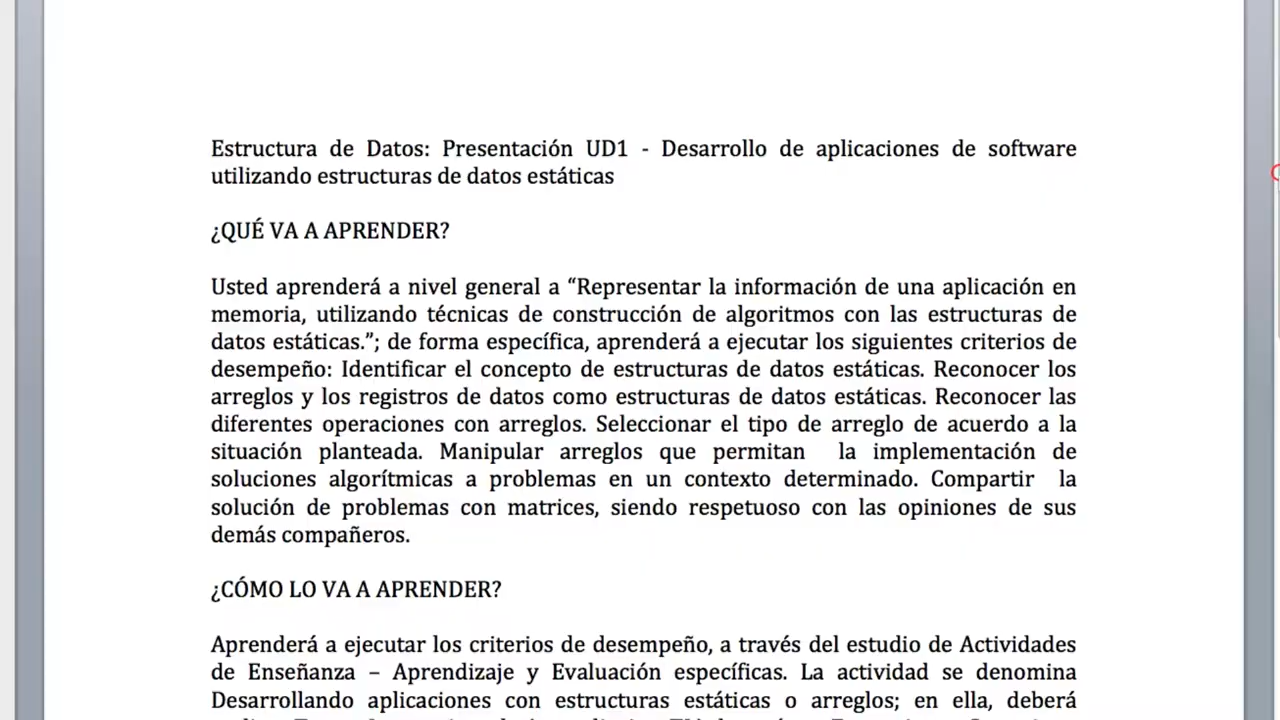 Estructura de Datos: Presentación UD1 - Desarrollo de aplicaciones de software
utilizando estructuras de datos estáticas
¿QUÉ VA A APRENDER?
Usted aprenderá a nivel general a “Representar la información de una aplicación en
memoria, utilizando técnicas de construcción de algoritmos con las estructuras de
datos estáticas.”; de forma específica, aprenderá a ejecutar los siguientes criterios de
desempeño: Identificar el concepto de estructuras de datos estáticas. Reconocer los
arreglos y los registros de datos como estructuras de datos estáticas. Reconocer las
diferentes operaciones con arreglos. Seleccionar el tipo de arreglo de acuerdo a la
situación planteada. Manipular arreglos que permitan la implementación de
soluciones algorítmicas a problemas en un contexto determinado. Compartir la
solución de problemas con matrices, siendo respetuoso con las opiniones de sus
demás compañeros.
¿CÓMO LO VA A APRENDER?
Aprenderá a ejecutar los criterios de desempeño, a través del estudio de Actividades
de Enseñanza – Aprendizaje y Evaluación específicas. La actividad se denomina
Desarrollando aplicaciones con estructuras estáticas o arreglos; en ella, deberá